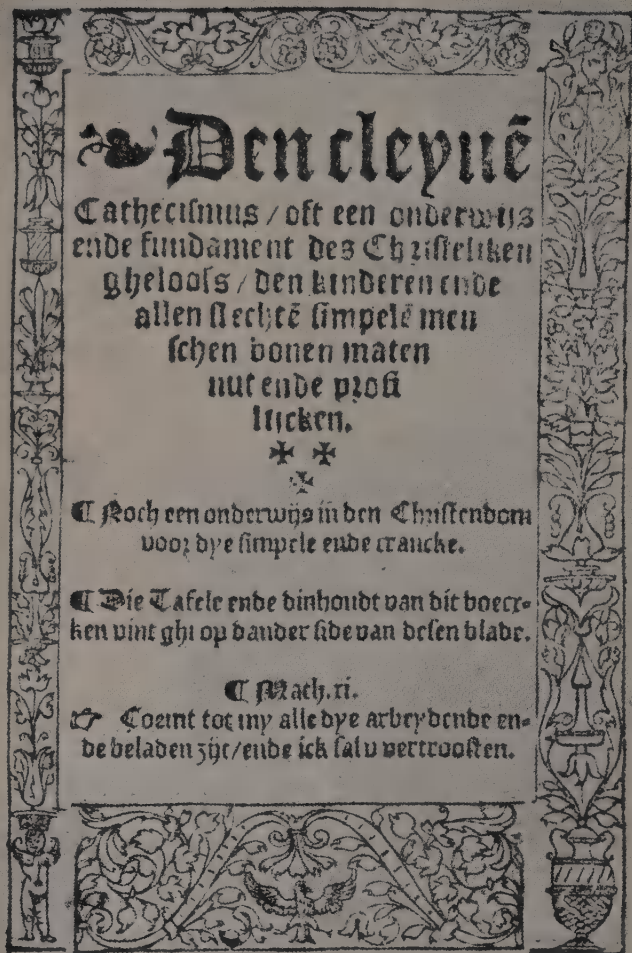 Den cleynē
Cathecismus / oft een onderwijs
ende fundament des Christeliken
gheloofs / den kinderen ende
allen slechtē simpelē men
schen bouen maten
nut ende profi
tlicken.
✠ ✠
✠
¶ Noch een onderwijs in den Christendom
voor dye simpele ende crancke.
¶ Die Tafele ende dinhoudt van dit boecx-
ken vint ghi op dander side van desen blade.
¶ Math. xi.
☞ Coemt tot my alle dye arbeydende en-
de beladen zijt / ende ick sal v vertroosten.